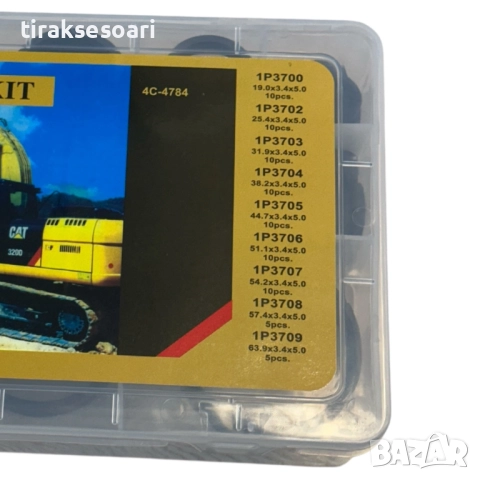 tiraksesoari
KIT
4C-4784
1P3700
19.0x3.4x5.0
10pcs.
1P3702
25.4x3.4x5.0
10pcs.
1P3703
31.9x3.4x5.0
10pcs.
1P3704
38.2x3.4x5.0
10pcs.
1P3705
44.7x3.4x5.0
10pcs.
1P3706
51.1x3.4x5.0
10pcs.
1P3707
54.2x3.4x5.0
10pcs.
1P3708
57.4x3.4x5.0
5pcs.
1P3709
63.9x3.4x5.0
5pcs.
CAT
320D
BAZAR